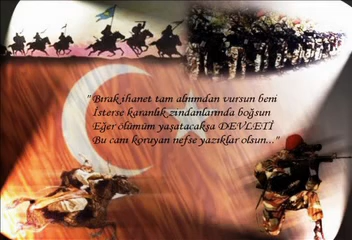 "Bırak ihanet tam alnımdan vursun beni
İsterse karanlık zindanlarında boğsun
Eğer ölümüm yaşatacaksa DEVLETİ
Bu canı koruyan nefse yazıklar olsun..."